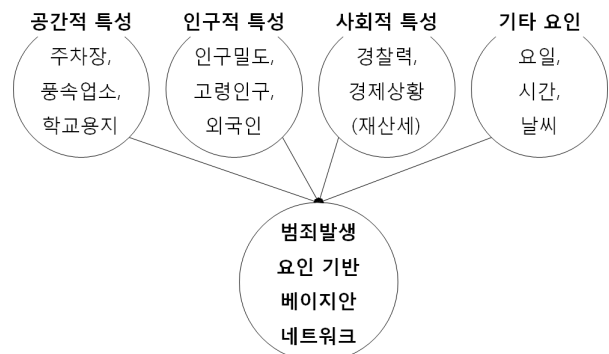 공간적 특성
주차장,
풍속업소,
학교용지
인구적 특성
인구밀도,
고령인구,
외국인
사회적 특성
경찰력,
경제상황
(재산세)
기타 요인
요일,
시간,
날씨
범죄발생
요인 기반
베이지안
네트워크